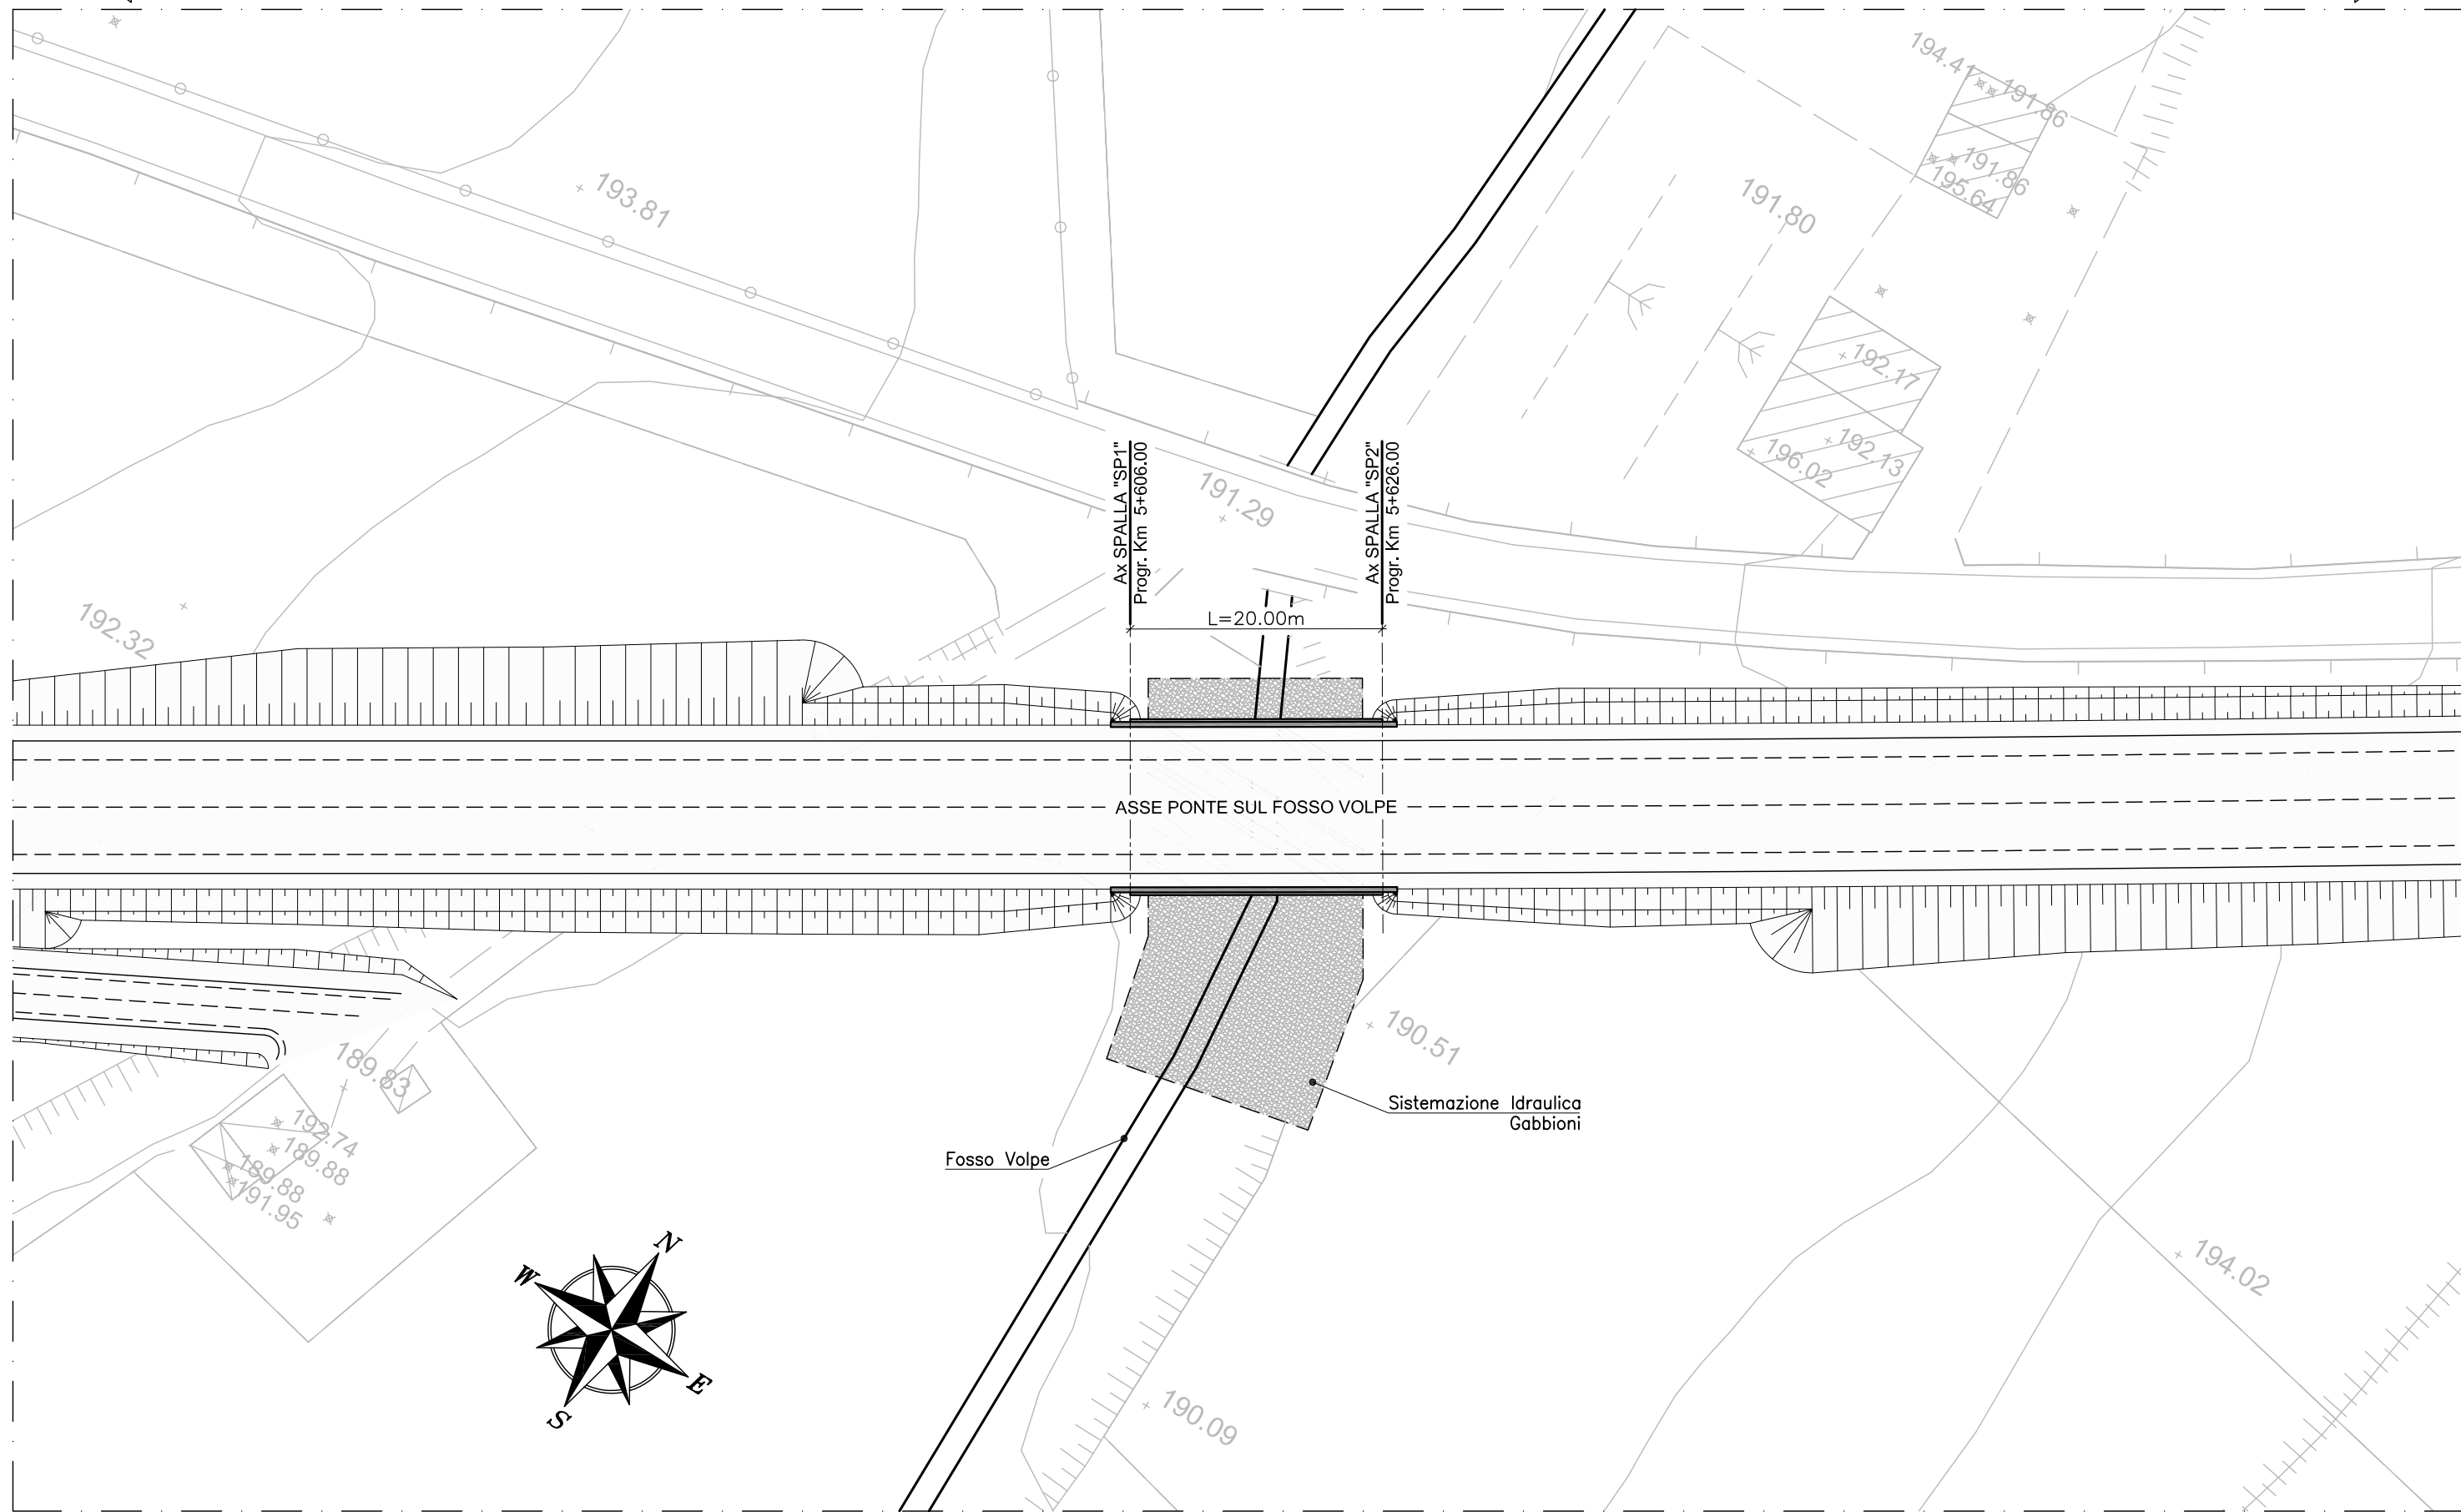 194.41
191.86
191.86
195.64
193.81
191.80
192.17
192.13
196.02
191.29
Ax SPALLA "SP1"
Progr. Km 5+606.00
Ax SPALLA "SP2"
Progr. Km 5+626.00
L=20.00m
192.32
ASSE PONTE SUL FOSSO VOLPE
190.51
189.83
Sistemazione Idraulica
Gabbioni
192.74
189.88
189.88
191.95
Fosso Volpe
N
W
E
S
194.02
190.09